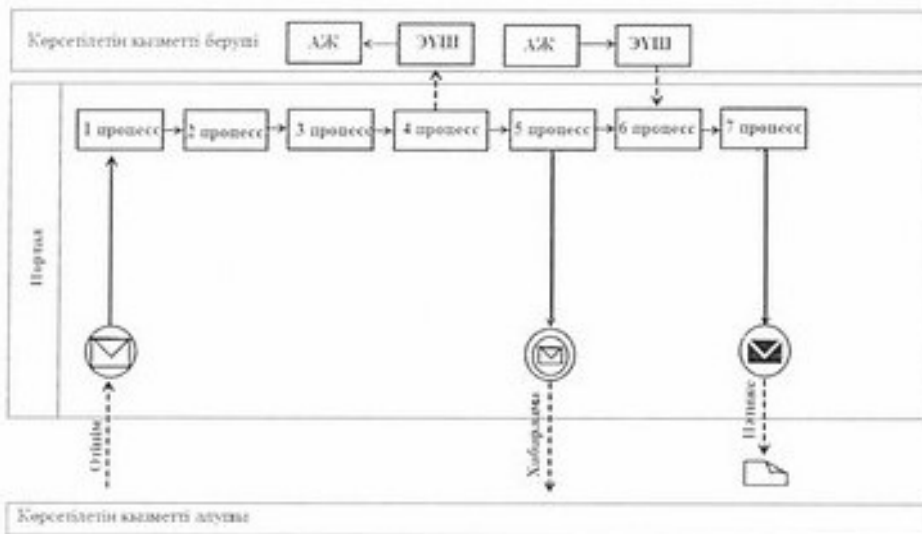 Көрсетілетін қызметті беруші
АЖ
ЭҮШ
АЖ
ЭҮШ
Портал
1 процесс
2 процесс
3 процесс
4 процесс
5 процесс
6 процесс
7 процесс
Өтініш
Хабарлама
Нәтиже
Көрсетілетін қызметті алушы